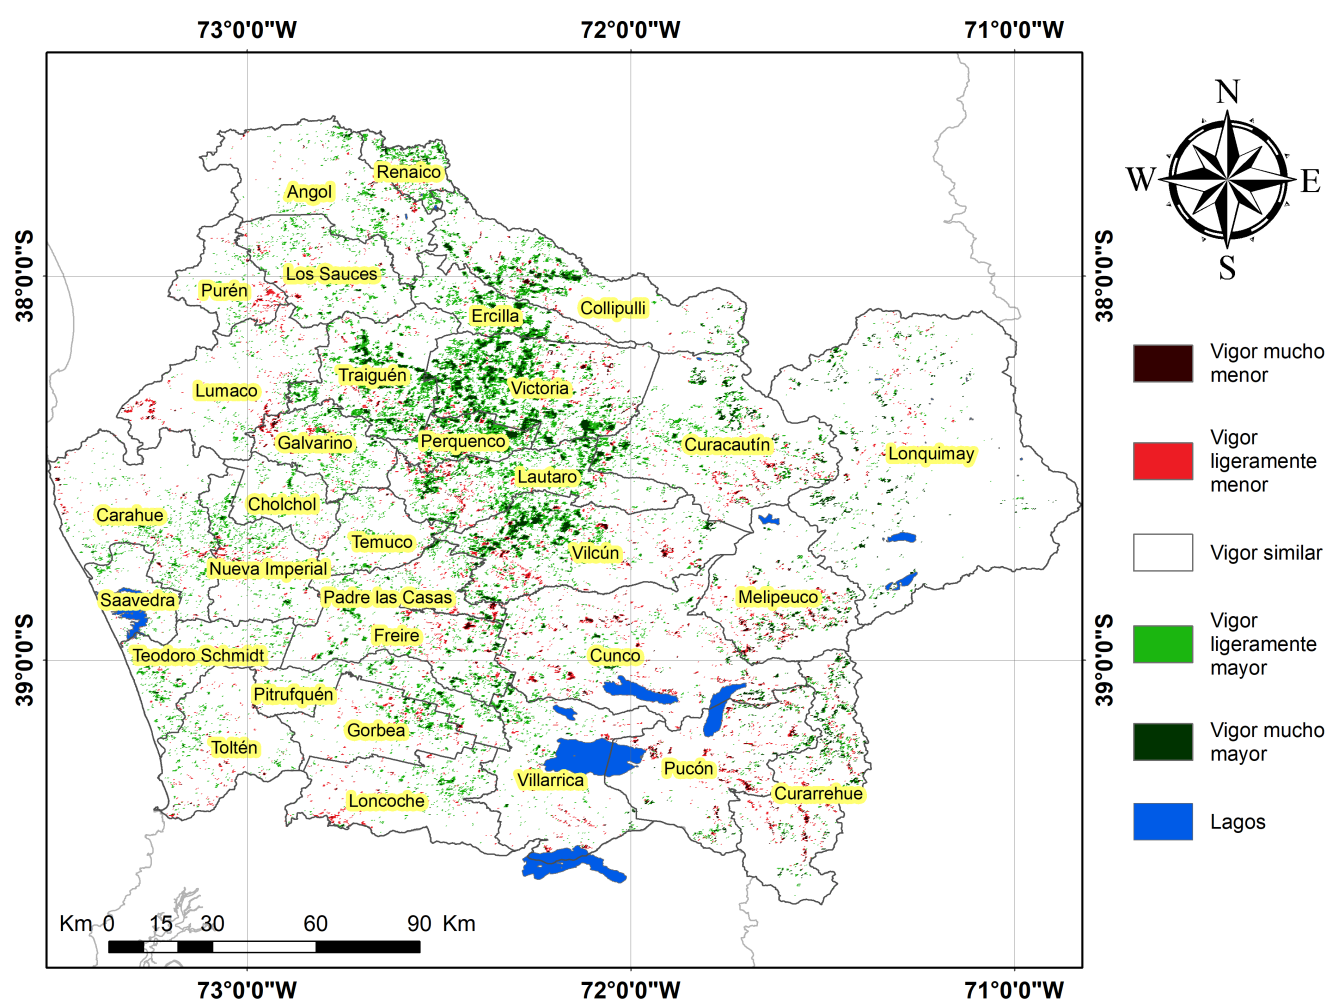 73°0'0"W 72°0'0"W 71°0'0"W
N
W E
S
38°0'0"S
38°0'0"S
39°0'0"S
39°0'0"S
Renaico
Angol
Los Sauces
Purén
Collipulli
Ercilla
Traiguén
Victoria
Lumaco
Galvarino
Perquenco
Curacautín
Lonquimay
Lautaro
Cholchol
Carahue
Temuco
Vilcún
Nueva Imperial
Saavedra
Padre las Casas
Melipeuco
Freire
Teodoro Schmidt
Cunco
Pitrufquén
Gorbea
Toltén
Villarrica
Pucón
Loncoche
Curarrehue
Vigor mucho
menor
Vigor
ligeramente
menor
Vigor similar
Vigor
ligeramente
mayor
Vigor mucho
mayor
Lagos
Km 0 15 30 60 90 Km
73°0'0"W 72°0'0"W 71°0'0"W